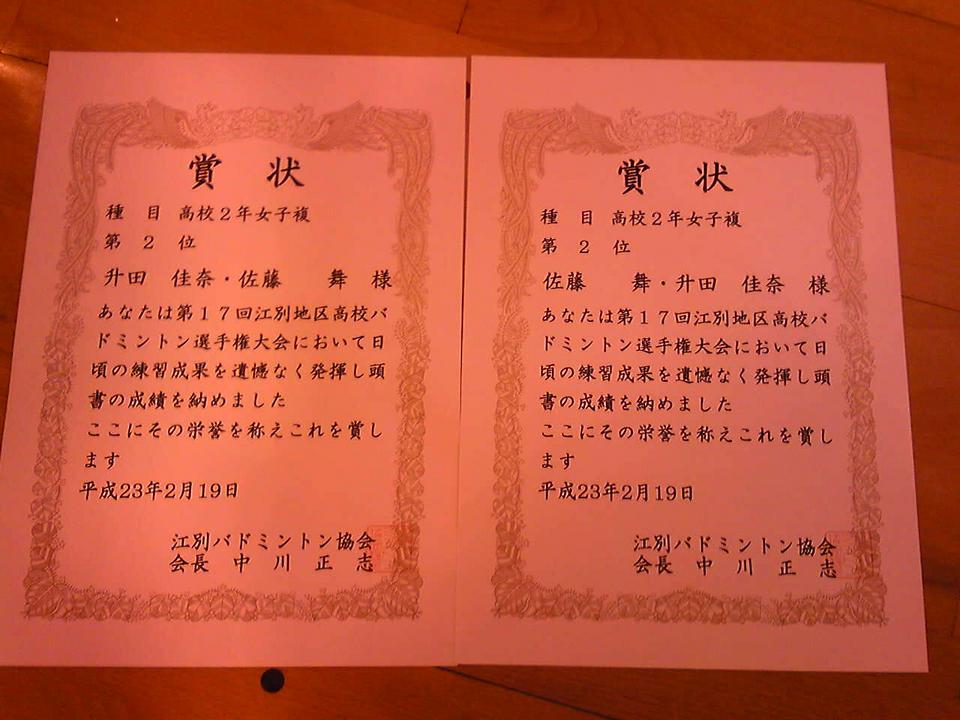 賞 状
種 目 高校２年女子複
第 ２ 位
升田 佳奈・佐藤 舞 様
あなたは第１７回江別地区高校バ
ドミントン選手権大会において日
頃の練習成果を遺憾なく発揮し頭
書の成績を納めました
ここにその栄誉を称えこれを賞し
ます
平成23年2月19日
江別バドミントン協会
会長 中 川 正 志
賞 状
種 目 高校２年女子複
第 ２ 位
佐藤 舞・升田 佳奈 様
あなたは第１７回江別地区高校バ
ドミントン選手権大会において日
頃の練習成果を遺憾なく発揮し頭
書の成績を納めました
ここにその栄誉を称えこれを賞し
ます
平成23年2月19日
江別バドミントン協会
会長 中 川 正 志